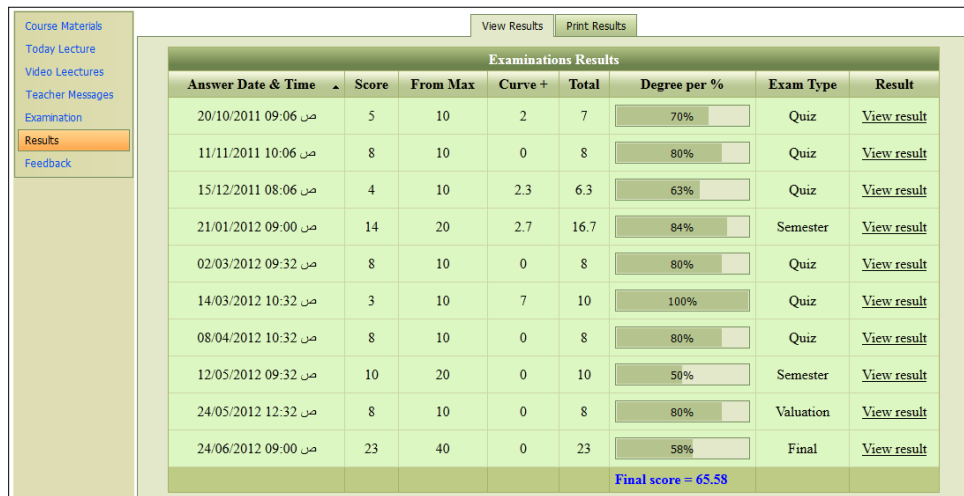 Course Materials
Today Lecture
Video Leectures
Teacher Messages
Examination
Results
Feedback
View Results Print Results
Examinations Results
Answer Date & Time Score From Max Curve + Total Degree per % Exam Type Result
20/10/2011 09:06 ص 5 10 2 7 70% Quiz View result
11/11/2011 10:06 ص 8 10 0 8 80% Quiz View result
15/12/2011 08:06 ص 4 10 2.3 6.3 63% Quiz View result
21/01/2012 09:00 ص 14 20 2.7 16.7 84% Semester View result
02/03/2012 09:32 ص 8 10 0 8 80% Quiz View result
14/03/2012 10:32 ص 3 10 7 10 100% Quiz View result
08/04/2012 10:32 ص 8 10 0 8 80% Quiz View result
12/05/2012 09:32 ص 10 20 0 10 50% Semester View result
24/05/2012 12:32 ص 8 10 0 8 80% Valuation View result
24/06/2012 09:00 ص 23 40 0 23 58% Final View result
Final score = 65.58